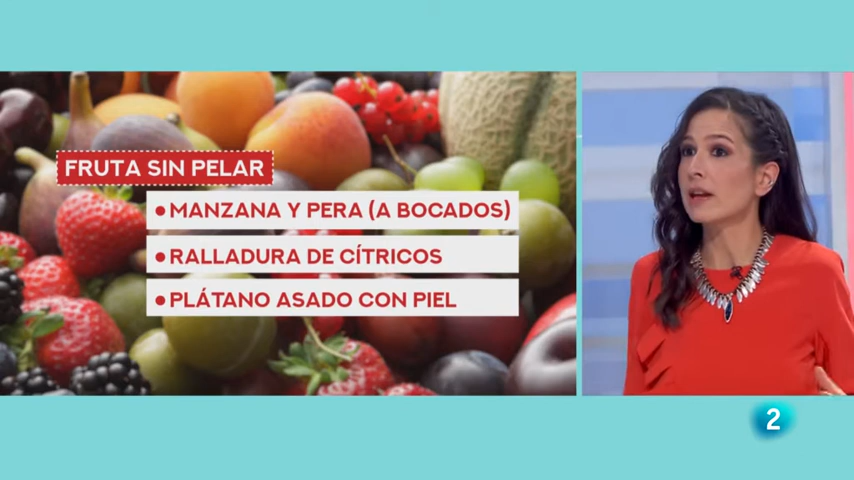 FRUTA SIN PELAR
• MANZANA Y PERA (A BOCADOS)
• RALLADURA DE CÍTRICOS
• PLÁTANO ASADO CON PIEL
2